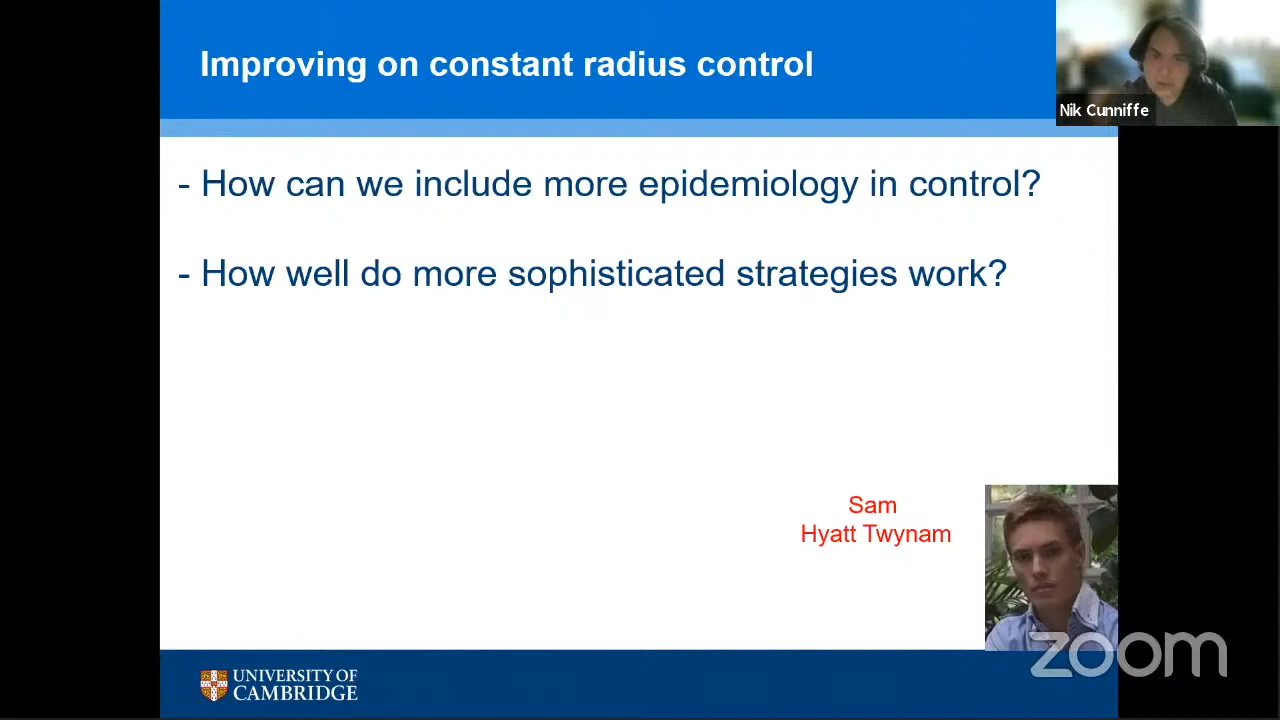 Improving on constant radius control
Nik Cunniffe
- How can we include more epidemiology in control?
- How well do more sophisticated strategies work?
Sam
Hyatt Twynam
UNIVERSITY OF
CAMBRIDGE
zoom